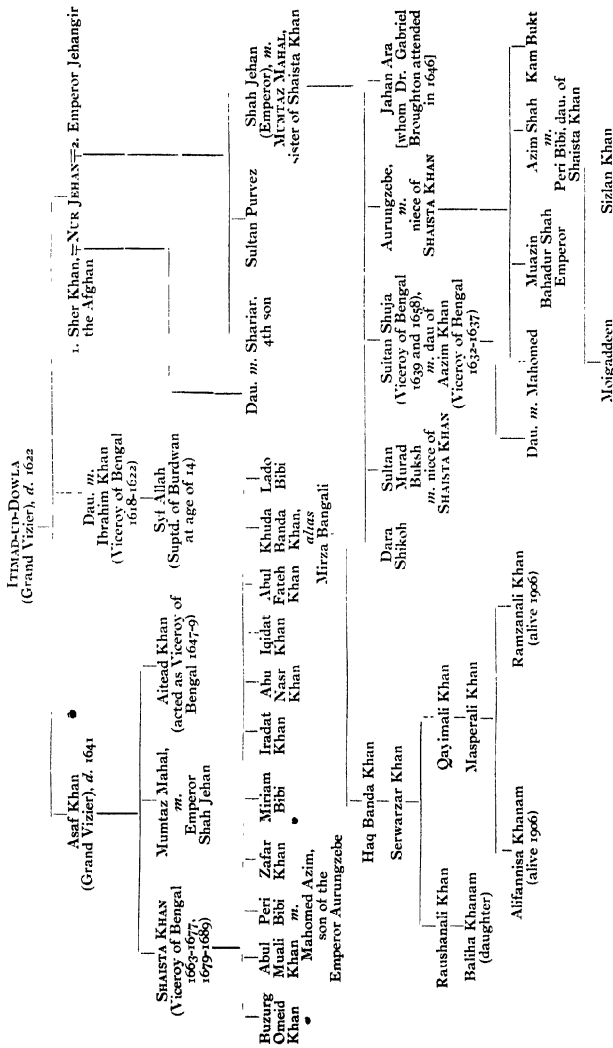 ITIMAD-UD-DOWLA
(Grand Vizier), d. 1622
Asaf Khan
(Grand Vizier), d. 1641
Dau. m.
Ibrahim Khan
(Viceroy of Bengal
1618-1622)
Syt Allah
(Suptd. of Burdwan
at age of 14)
1. Sher Khan,
the Afghan
NUR JEHAN
2. Emperor Jehangir
SHAISTA KHAN
(Viceroy of Bengal
1663-1677,
1679-1689)
Mumtaz Mahal,
m.
Emperor
Shah Jehan
Aitead Khan
(acted as Viceroy of
Bengal 1647-9)
Dau. m. Shariar,
4th son
Sultan Purvez
Shah Jehan
(Emperor), m.
MUMTAZ MAHAL,
sister of Shaista Khan
Buzurg
Omeid
Khan
Abul
Muali
Khan
Peri
Bibi
m.
Mahomed Azim,
son of the
Emperor Aurungzebe
Zafar
Khan
Miriam
Bibi
Iradat
Khan
Abu
Nasr
Khan
Iqidat
Khan
Abul
Fateh
Khan
Khuda
Banda
Khan,
alias
Mirza Bangali
Lado
Bibi
Dara
Shikoh
Sultan
Murad
Buksh
m. niece of
SHAISTA KHAN
Suitan Shuja
(Viceroy of Bengal
1639 and 1658),
m. dau of
Aazim Khan
(Viceroy of Bengal
1632-1637)
Aurungzebe,
m.
niece of
SHAISTA KHAN
Jahan Ara
[whom Dr. Gabriel
Broughton attended
in 1646]
Haq Banda Khan
Serwarzar Khan
Raushanali Khan
Baliha Khanam
(daughter)
Qayimali Khan
Masperali Khan
Alifannisa Khanam
(alive 1906)
Ramzanali Khan
(alive 1906)
Dau. m. Mahomed
Muazin
Bahadur Shah
Emperor
Azim Shah
m.
Peri Bibi, dau. of
Shaista Khan
Kam Bukt
Moigaddeen
Sizlan Khan